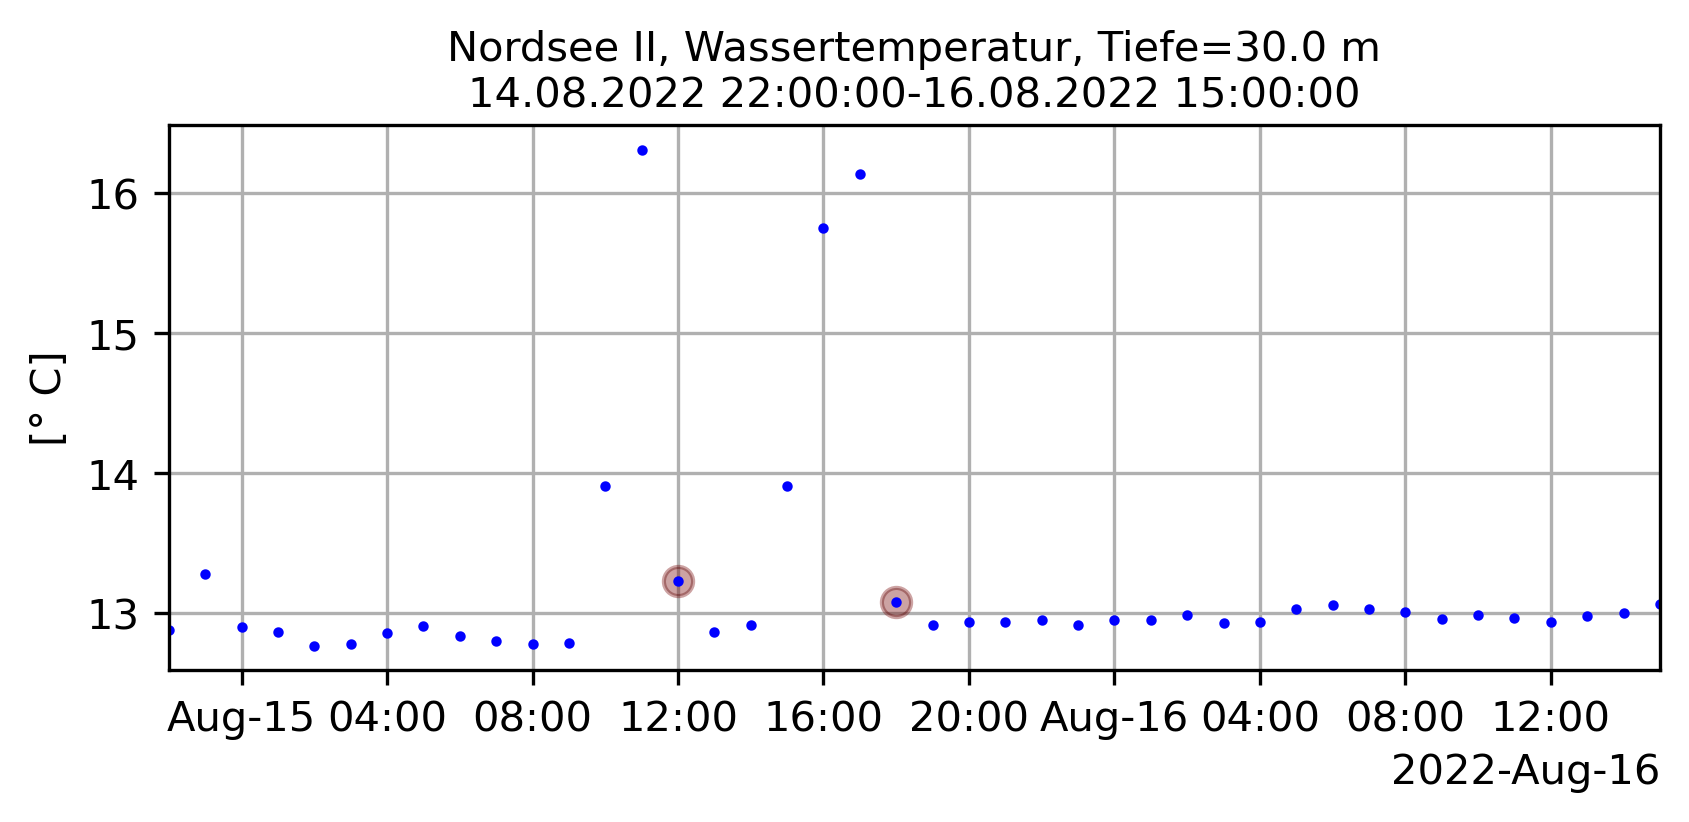 Nordsee II, Wassertemperatur, Tiefe=30.0 m
14.08.2022 22:00:00-16.08.2022 15:00:00
16
15
14
13
[° C]
Aug-15 04:00 08:00 12:00 16:00 20:00 Aug-16 04:00 08:00 12:00
2022-Aug-16